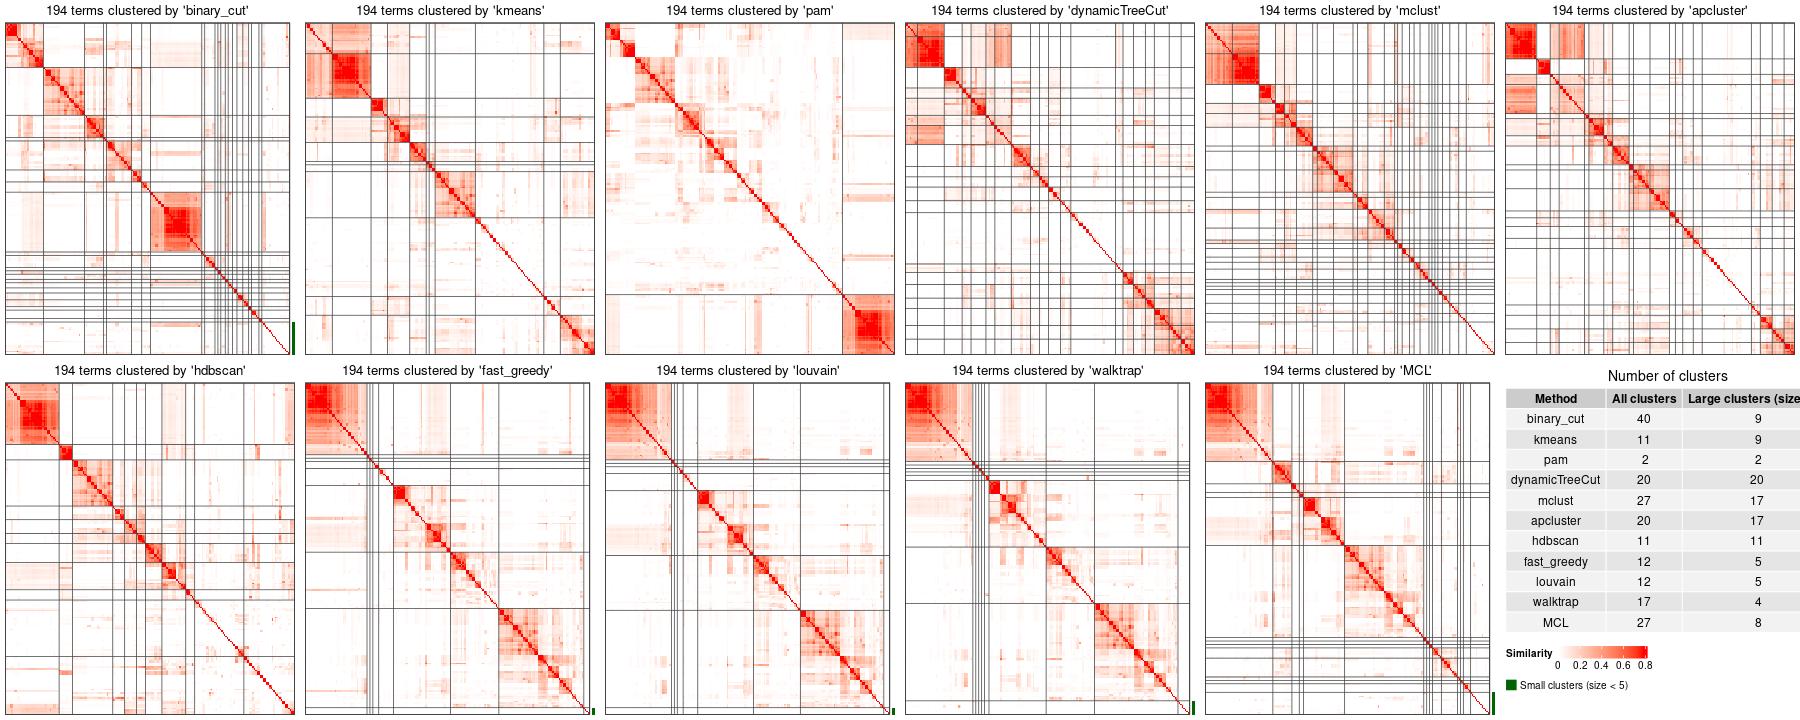 194 terms clustered by 'binary_cut'
194 terms clustered by 'kmeans'
194 terms clustered by 'pam'
194 terms clustered by 'dynamicTreeCut'
194 terms clustered by 'mclust'
194 terms clustered by 'apcluster'
194 terms clustered by 'hdbscan'
194 terms clustered by 'fast_greedy'
194 terms clustered by 'louvain'
194 terms clustered by 'walktrap'
194 terms clustered by 'MCL'
Number of clusters
Method All clusters Large clusters (size
binary_cut 40 9
kmeans 11 9
pam 2 2
dynamicTreeCut 20 20
mclust 27 17
apcluster 20 17
hdbscan 11 11
fast_greedy 12 5
louvain 12 5
walktrap 17 4
MCL 27 8
Similarity
0 0.2 0.4 0.6 0.8
Small clusters (size < 5)